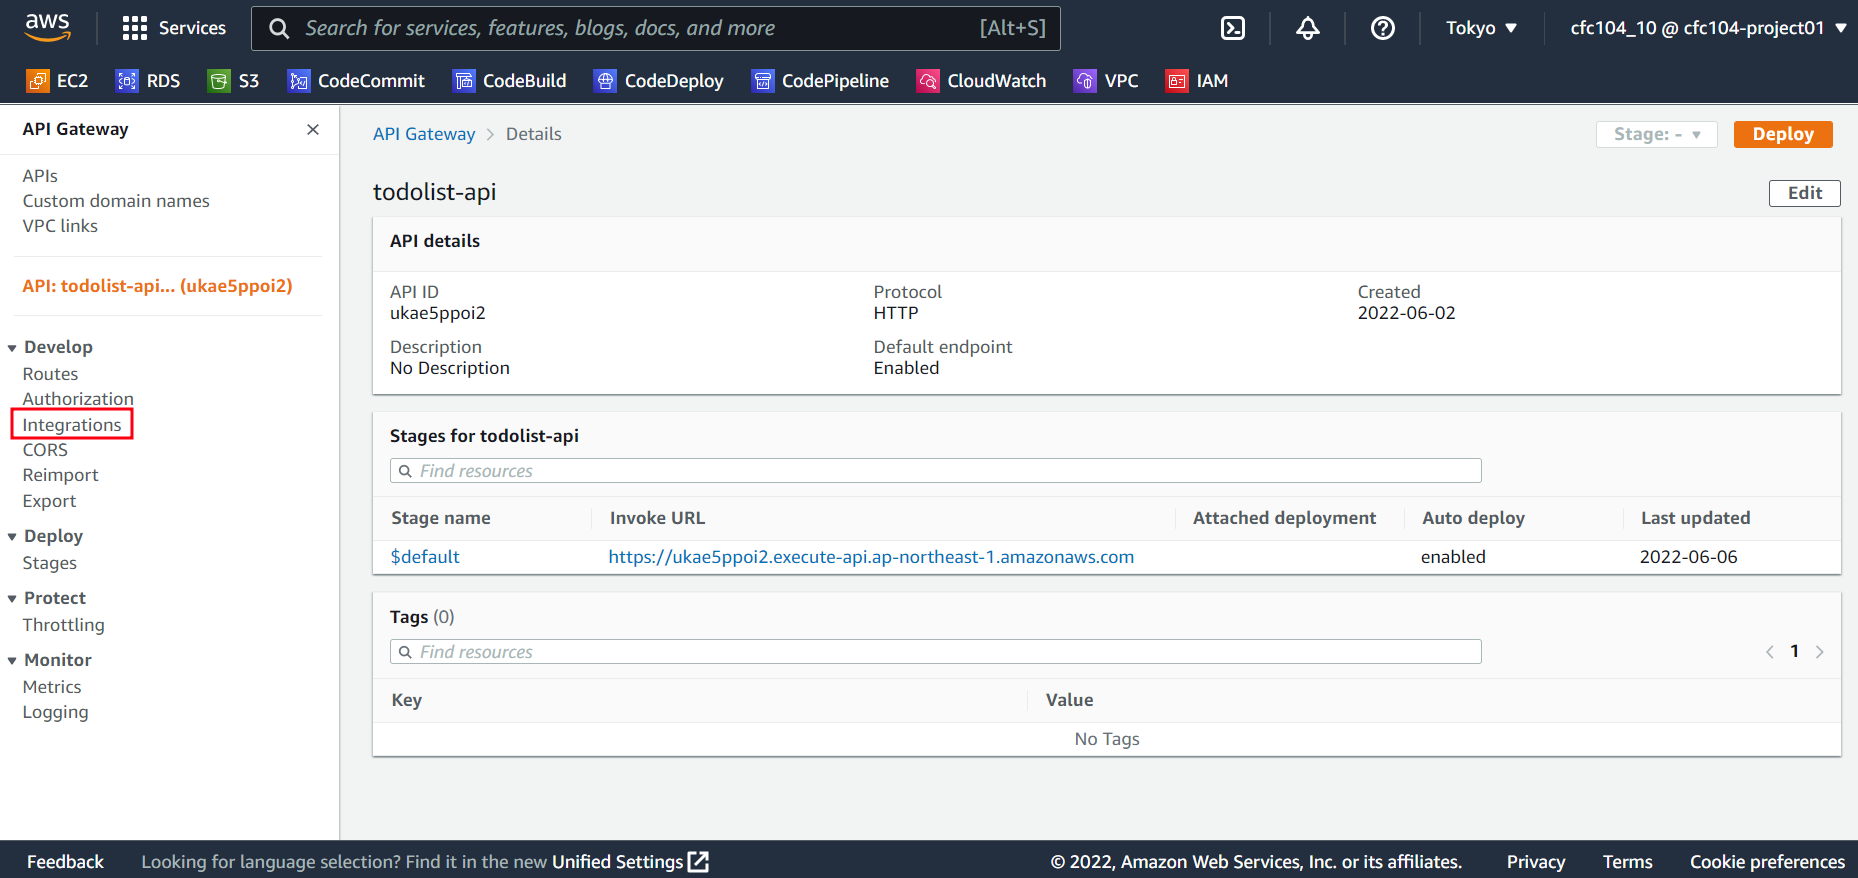 aws Services Search for services, features, blogs, docs, and more [Alt+S] Tokyo cfc104_10 @ cfc104-project01
EC2 RDS S3 CodeCommit CodeBuild CodeDeploy CodePipeline CloudWatch VPC IAM
API Gateway
APIs
Custom domain names
VPC links
API: todolist-api... (ukae5ppoi2)
Develop
Routes
Authorization
Integrations
CORS
Reimport
Export
Deploy
Stages
Protect
Throttling
Monitor
Metrics
Logging
API Gateway > Details
Stage: -
Deploy
todolist-api
Edit
API details
API ID
ukae5ppoi2
Protocol
HTTP
Created
2022-06-02
Description
No Description
Default endpoint
Enabled
Stages for todolist-api
Find resources
Stage name Invoke URL Attached deployment Auto deploy Last updated
$default https://ukae5ppoi2.execute-api.ap-northeast-1.amazonaws.com enabled 2022-06-06
Tags (0)
Find resources
< 1 >
Key Value
No Tags
Feedback Looking for language selection? Find it in the new Unified Settings © 2022, Amazon Web Services, Inc. or its affiliates. Privacy Terms Cookie preferences